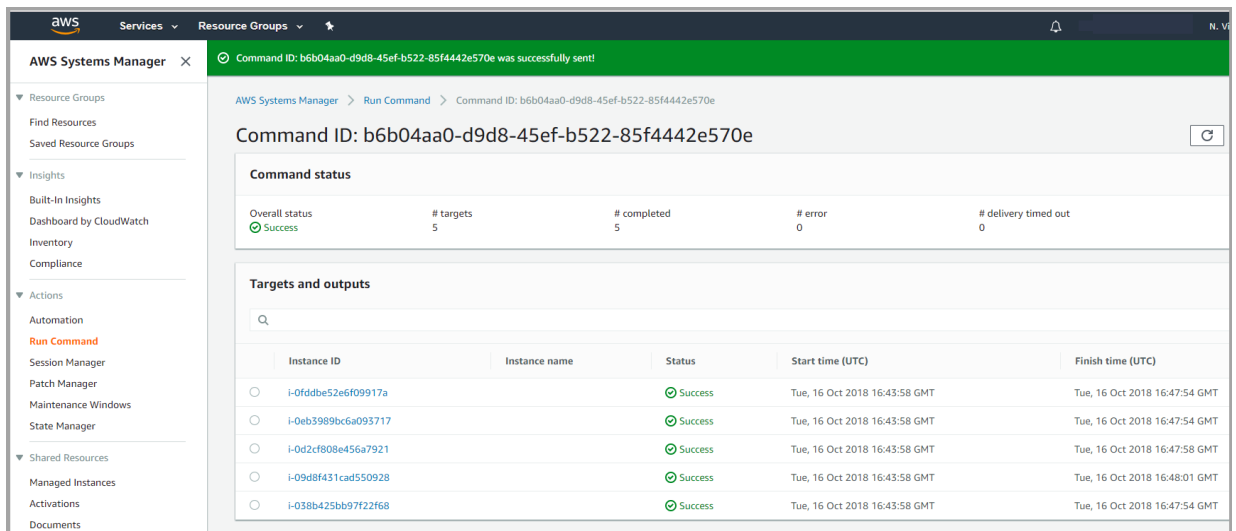 aws Services Resource Groups N. Vi
AWS Systems Manager
Command ID: b6b04aa0-d9d8-45ef-b522-85f4442e570e was successfully sent!
Resource Groups
Find Resources
Saved Resource Groups
Insights
Built-In Insights
Dashboard by CloudWatch
Inventory
Compliance
Actions
Automation
Run Command
Session Manager
Patch Manager
Maintenance Windows
State Manager
Shared Resources
Managed Instances
Activations
Documents
AWS Systems Manager > Run Command > Command ID: b6b04aa0-d9d8-45ef-b522-85f4442e570e
Command ID: b6b04aa0-d9d8-45ef-b522-85f4442e570e
Command status
Overall status # targets # completed # error # delivery timed out
Success 5 5 0 0
Targets and outputs
Instance ID Instance name Status Start time (UTC) Finish time (UTC)
i-0fddbe52e6f09917a Success Tue, 16 Oct 2018 16:43:58 GMT Tue, 16 Oct 2018 16:47:54 GMT
i-0eb3989bc6a093717 Success Tue, 16 Oct 2018 16:43:58 GMT Tue, 16 Oct 2018 16:47:54 GMT
i-0d2cf808e456a7921 Success Tue, 16 Oct 2018 16:43:58 GMT Tue, 16 Oct 2018 16:47:58 GMT
i-09d8f431cad550928 Success Tue, 16 Oct 2018 16:43:58 GMT Tue, 16 Oct 2018 16:48:01 GMT
i-038b425bb97f22f68 Success Tue, 16 Oct 2018 16:43:58 GMT Tue, 16 Oct 2018 16:47:54 GMT